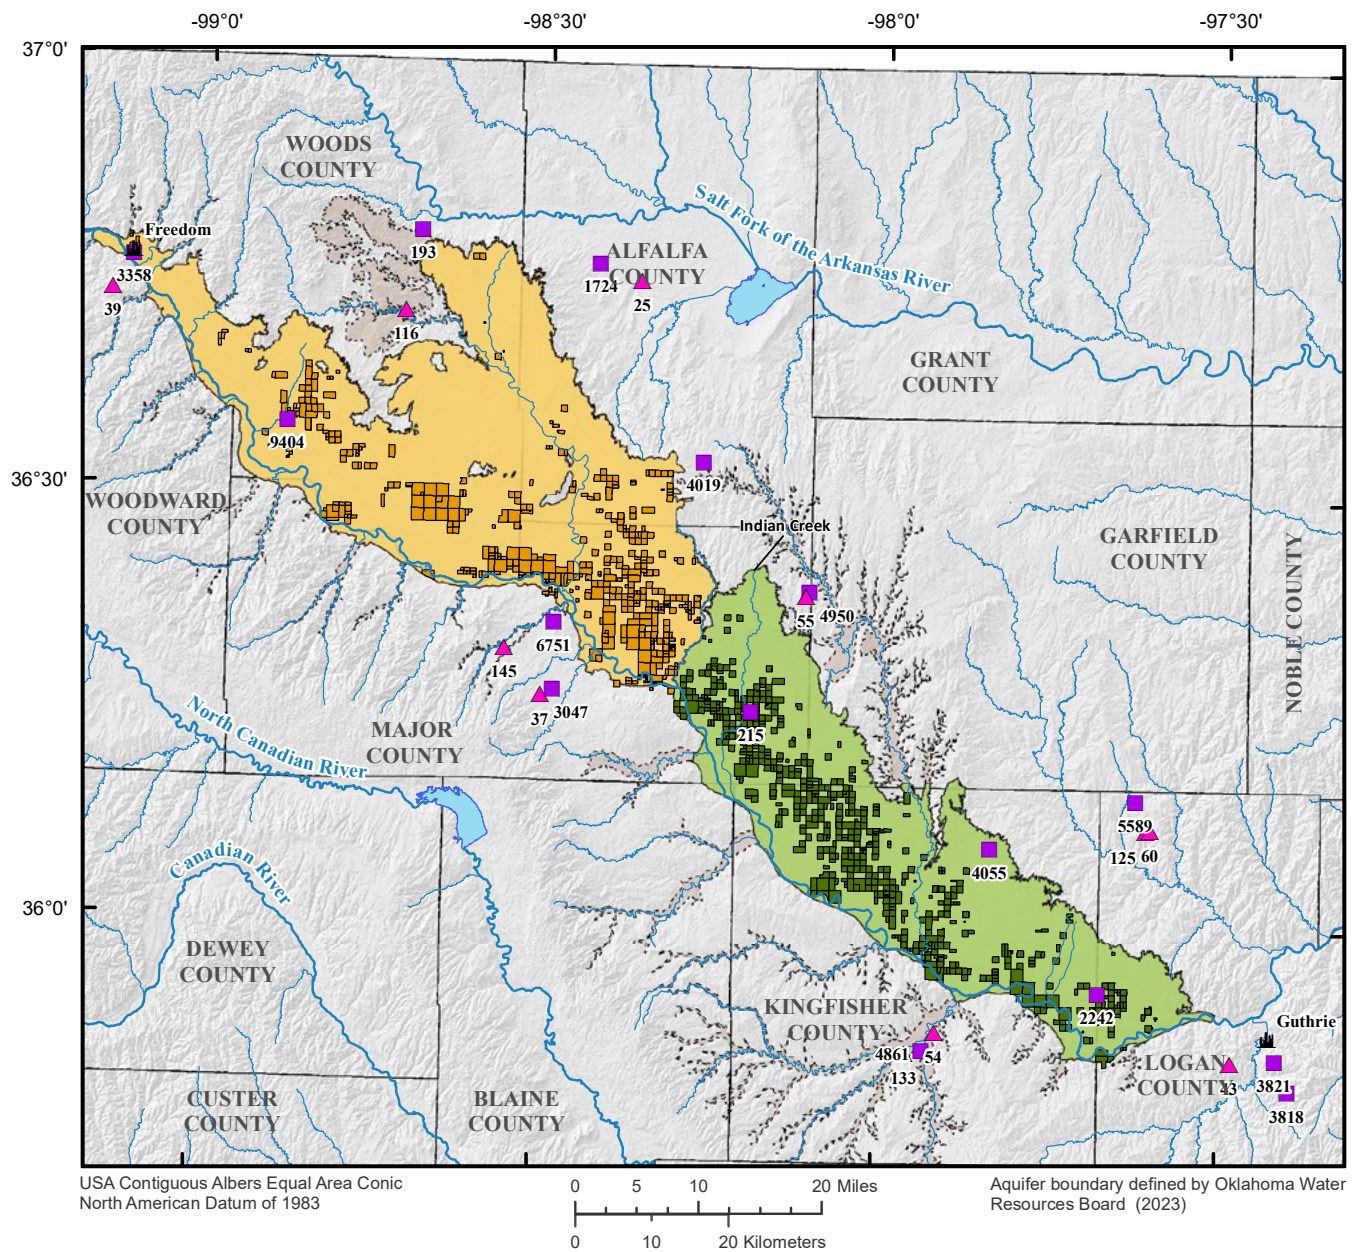 -99°0'
-98°30'
-98°0'
-97°30'
37°0'
36°30'
36°0'
WOODS
COUNTY
Salt Fork of the Arkansas River
Freedom
3358
39
193
116
ALFALFA
COUNTY
1724
25
GRANT
COUNTY
9404
4019
WOODWARD
COUNTY
Indian Creek
GARFIELD
COUNTY
NOBLE COUNTY
55
4950
6751
145
37
3047
North Canadian River
MAJOR
COUNTY
215
5589
125
60
4055
Canadian River
DEWEY
COUNTY
KINGFISHER
COUNTY
2242
Guthrie
4861
54
133
LOGAN
COUNTY
43
3821
3818
CUSTER
COUNTY
BLAINE
COUNTY
USA Contiguous Albers Equal Area Conic
North American Datum of 1983
0 5 10 20 Miles
0 10 20 Kilometers
Aquifer boundary defined by Oklahoma Water
Resources Board (2023)